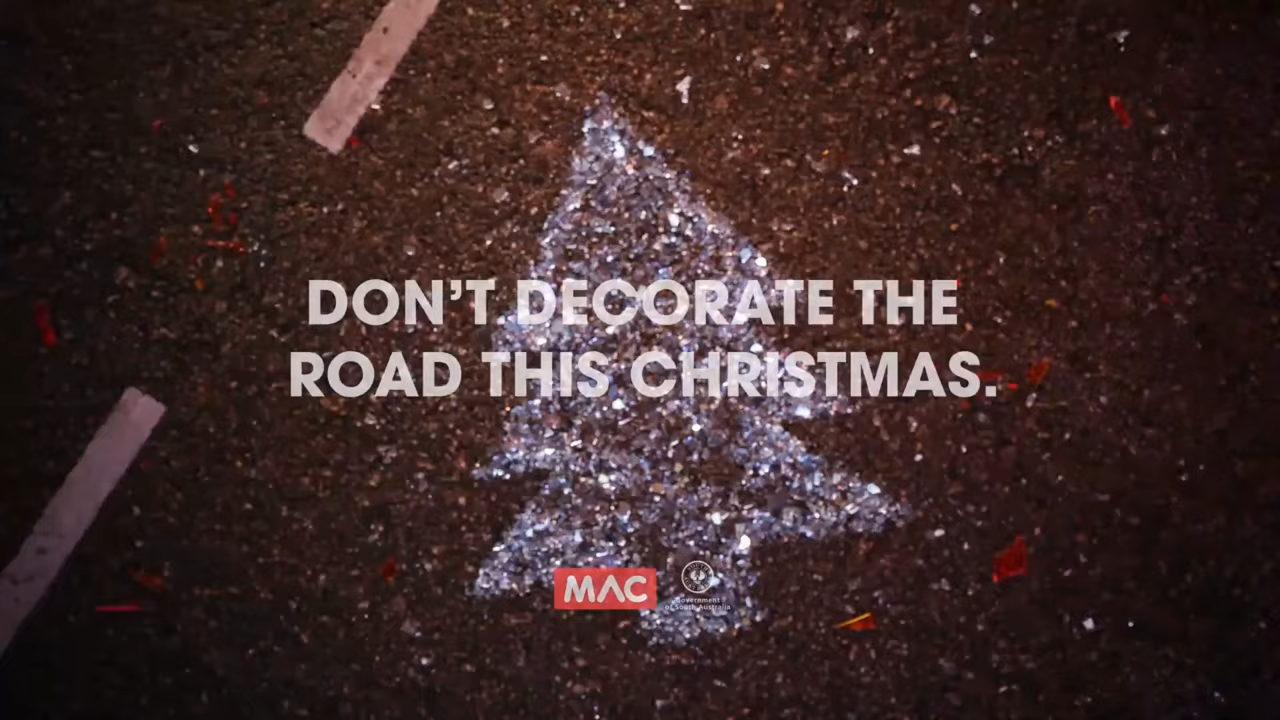 DON'T DECORATE THE
ROAD THIS CHRISTMAS.
MAC
Government
of South Australia